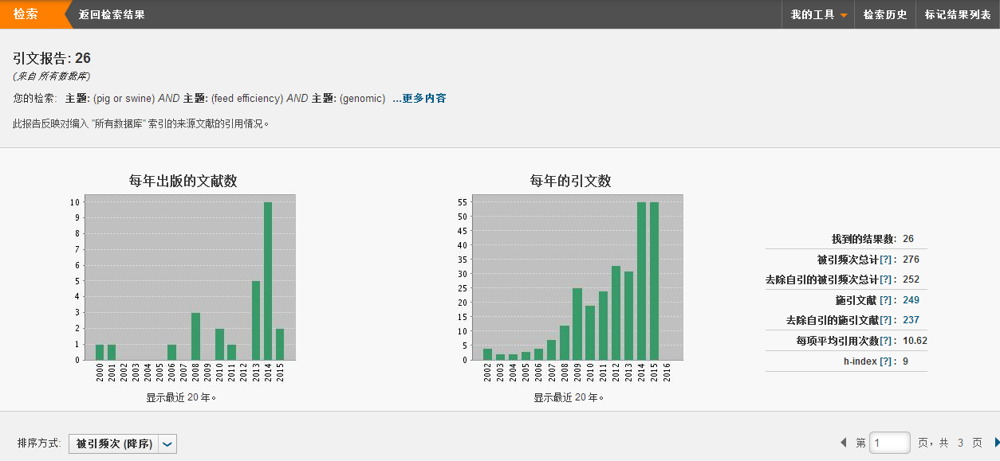 检索 返回检索结果 我的工具 检索历史 标记结果列表
引文报告: 26
(来自 所有数据库)
您的检索: 主题: (pig or swine) AND 主题: (feed efficiency) AND 主题: (genomic) ...更多内容
此报告反映对编入 "所有数据库" 索引的来源文献的引用情况。
每年出版的文献数
10
9
8
7
6
5
4
3
2
1
0
2000 2001 2002 2003 2004 2005 2006 2007 2008 2009 2010 2011 2012 2013 2014 2015
显示最近 20 年。
每年的引文数
55
50
45
40
35
30
25
20
15
10
5
0
2002 2003 2004 2005 2006 2007 2008 2009 2010 2011 2012 2013 2014 2015 2016
显示最近 20 年。
找到的结果数: 26
被引频次总计[?]: 276
去除自引的被引频次总计[?]: 252
施引文献 [?]: 249
去除自引的施引文献[?]: 237
每项平均引用次数[?]: 10.62
h-index [?]: 9
排序方式: 被引频次 (降序)
第 1 页，共 3 页